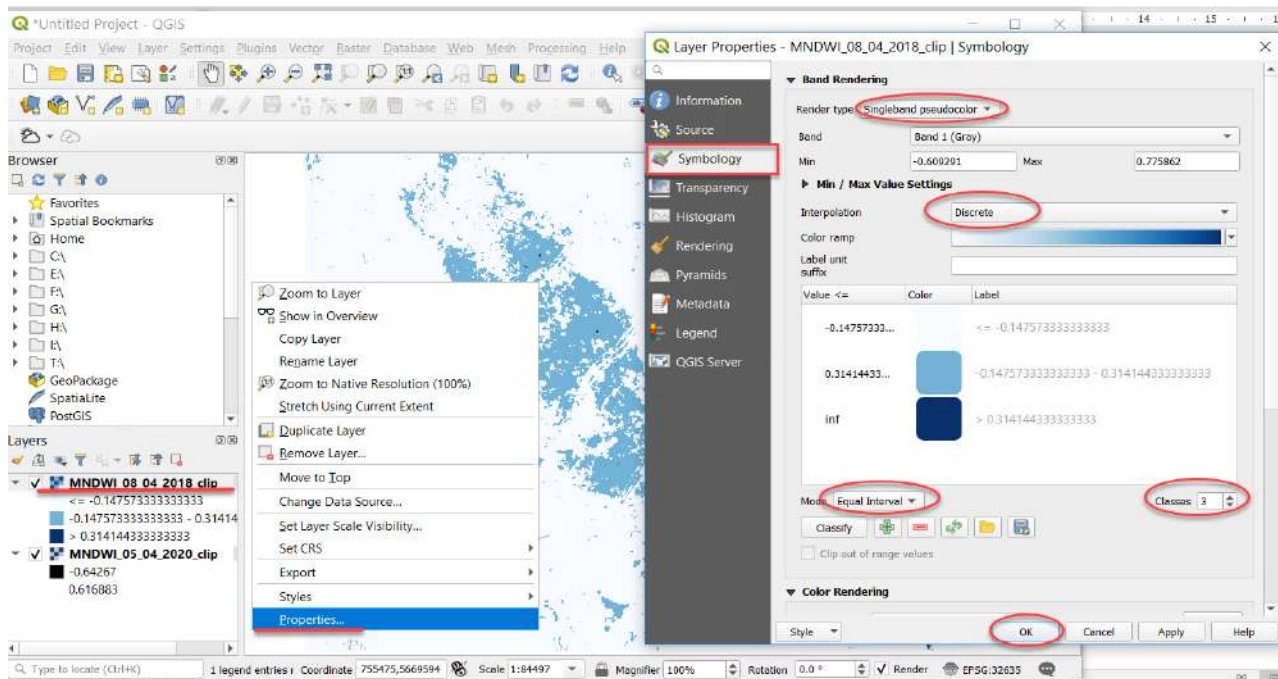 *Untitled Project - QGIS
Project Edit View Layer Settings Plugins Vector Raster Database Web Mesh Processing Help
Browser
Favorites
Spatial Bookmarks
Home
C:\
E:\
F:\
G:\
H:\
I:\
T:\
GeoPackage
SpatiaLite
PostGIS
Layers
MNDWI_08_04_2018_clip
<= -0.147573333333333
-0.147573333333333 - 0.31414
> 0.314144333333333
MNDWI_05_04_2020_clip
-0.64267
0.616883
Zoom to Layer
Show in Overview
Copy Layer
Rename Layer
Zoom to Native Resolution (100%)
Stretch Using Current Extent
Duplicate Layer
Remove Layer...
Move to Top
Change Data Source...
Set Layer Scale Visibility...
Set CRS
Export
Styles
Properties...
Type to locate (Ctrl+K) 1 legend entries r Coordinate 755475,5669594 Scale 1:84497 Magnifier 100% Rotation 0.0 ° Render EPSG:32635
14 15
Layer Properties - MNDWI_08_04_2018_clip | Symbology
Information
Source
Symbology
Transparency
Histogram
Rendering
Pyramids
Metadata
Legend
QGIS Server
Band Rendering
Render type Singleband pseudocolor
Band Band 1 (Gray)
Min -0.609291 Max 0.775862
Min / Max Value Settings
Interpolation Discrete
Color ramp
Label unit
suffix
Value <= Color Label
-0.14757333... <= -0.147573333333333
0.31414433... -0.147573333333333 - 0.314144333333333
inf > 0.314144333333333
Mode Equal Interval Classes 3
Classify
Clip out of range values
Color Rendering
Style OK Cancel Apply Help